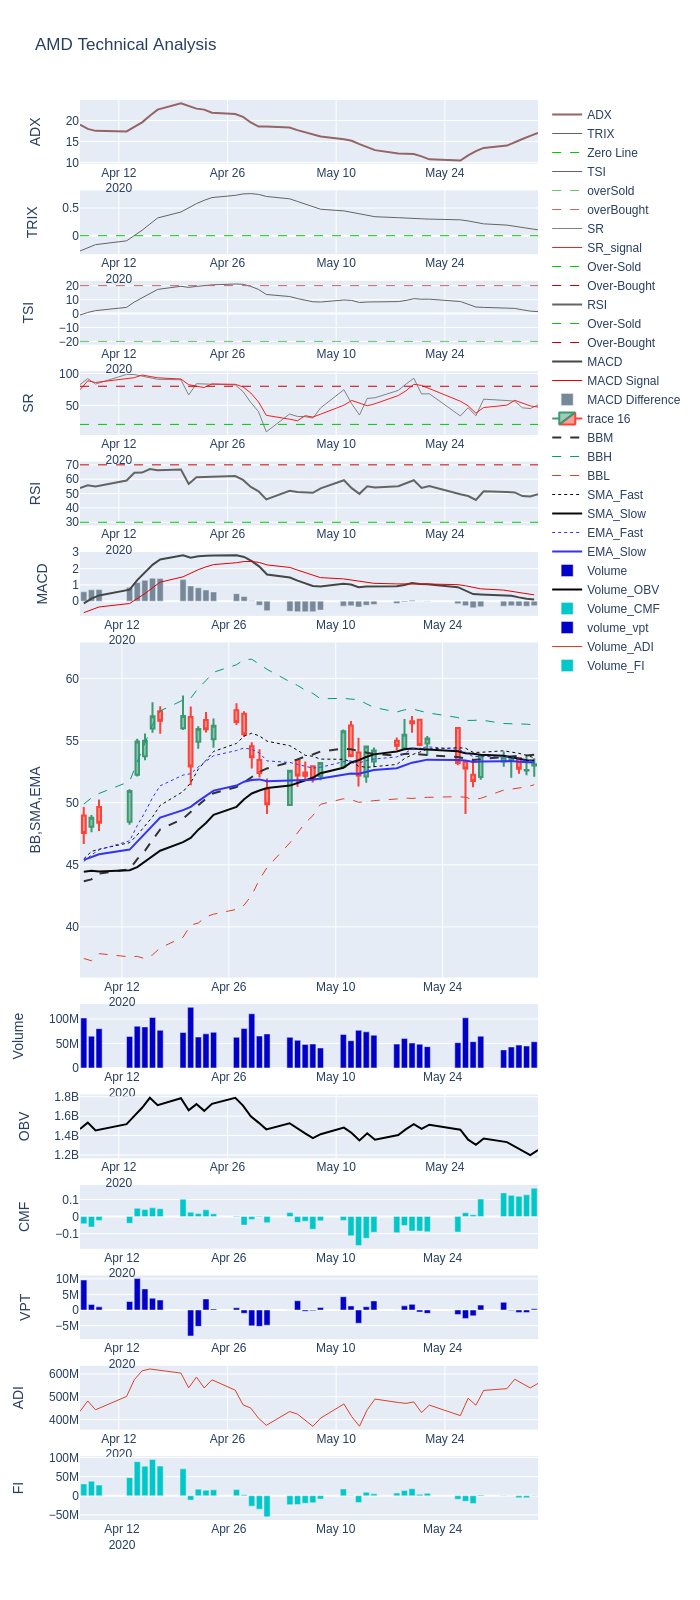 AMD Technical Analysis
ADX
20
15
10
Apr 12
2020
Apr 26
May 10
May 24
TRIX
0.5
0
Apr 12
2020
Apr 26
May 10
May 24
TSI
20
10
0
−10
−20
Apr 12
2020
Apr 26
May 10
May 24
SR
100
50
Apr 12
2020
Apr 26
May 10
May 24
RSI
70
60
50
40
30
Apr 12
2020
Apr 26
May 10
May 24
MACD
3
2
1
0
Apr 12
2020
Apr 26
May 10
May 24
BB,SMA,EMA
60
55
50
45
40
Apr 12
2020
Apr 26
May 10
May 24
Volume
100M
50M
0
Apr 12
2020
Apr 26
May 10
May 24
OBV
1.8B
1.6B
1.4B
1.2B
Apr 12
2020
Apr 26
May 10
May 24
CMF
0.1
0
−0.1
Apr 12
2020
Apr 26
May 10
May 24
VPT
10M
5M
0
−5M
Apr 12
2020
Apr 26
May 10
May 24
ADI
600M
500M
400M
Apr 12
2020
Apr 26
May 10
May 24
FI
100M
50M
0
−50M
Apr 12
2020
Apr 26
May 10
May 24
ADX
TRIX
Zero Line
TSI
overSold
overBought
SR
SR_signal
Over-Sold
Over-Bought
RSI
Over-Sold
Over-Bought
MACD
MACD Signal
MACD Difference
trace 16
BBM
BBH
BBL
SMA_Fast
SMA_Slow
EMA_Fast
EMA_Slow
Volume
Volume_OBV
Volume_CMF
volume_vpt
Volume_ADI
Volume_FI